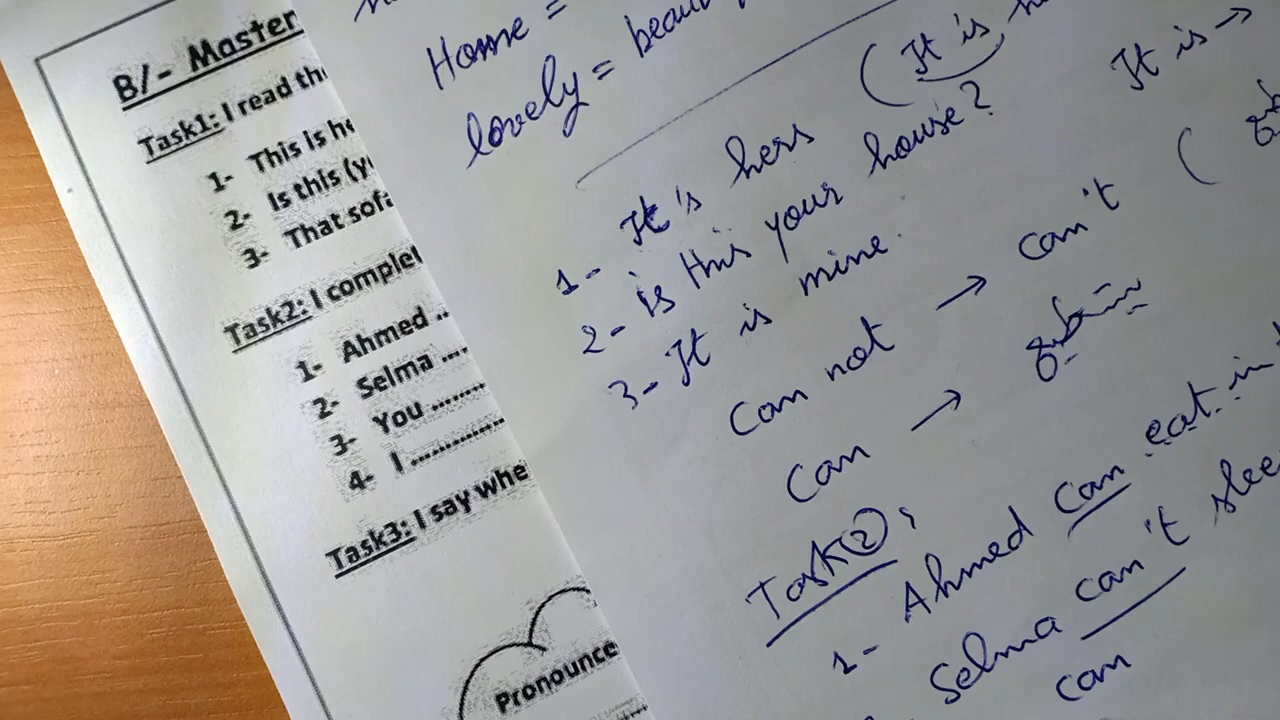 B/- Master
Task1: I read the
1- This is he
2- Is this (y
3- That sofa
Task2: I complet
1- Ahmed ..
2- Selma ....
3- You ........
4- I .............
Task3: I say whe
Pronounce
Home =
lovely = beau
(It is
It is →
1- It's hers
2- is this your house?
3- It is mine.
Can not → can't
Can →
Task(2):
1- Ahmed can eat in
Selma can't slee
can